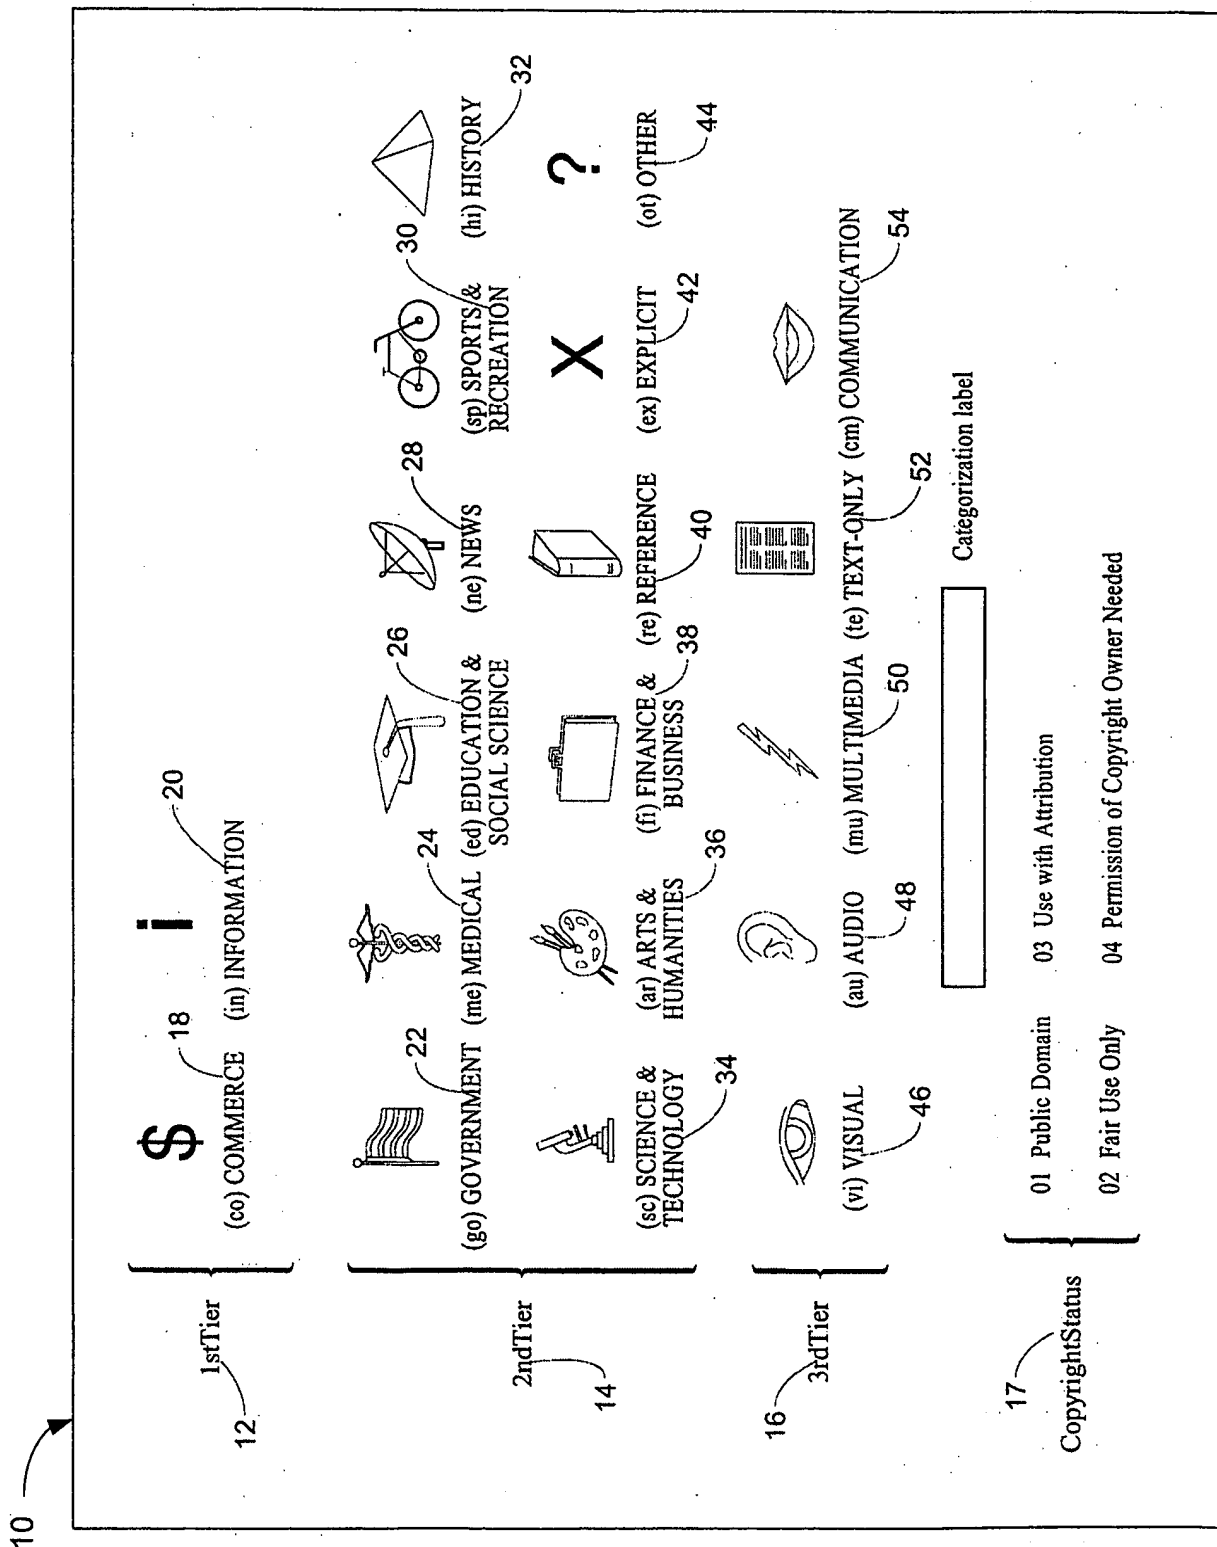 10
$ i
18 20
(co) COMMERCE (in) INFORMATION
1stTier
12
22 24 26 28 30 32
(go) GOVERNMENT (me) MEDICAL (ed) EDUCATION & SOCIAL SCIENCE (ne) NEWS (sp) SPORTS & RECREATION (hi) HISTORY
2ndTier
14
X ?
(sc) SCIENCE & TECHNOLOGY (ar) ARTS & HUMANITIES (fi) FINANCE & BUSINESS (re) REFERENCE (ex) EXPLICIT (ot) OTHER
34 36 38 40 42 44
16
3rdTier
(vi) VISUAL (au) AUDIO (mu) MULTIMEDIA (te) TEXT-ONLY (cm) COMMUNICATION
46 48 50 52 54
Categorization label
17
CopyrightStatus
01 Public Domain 03 Use with Attribution
02 Fair Use Only 04 Permission of Copyright Owner Needed